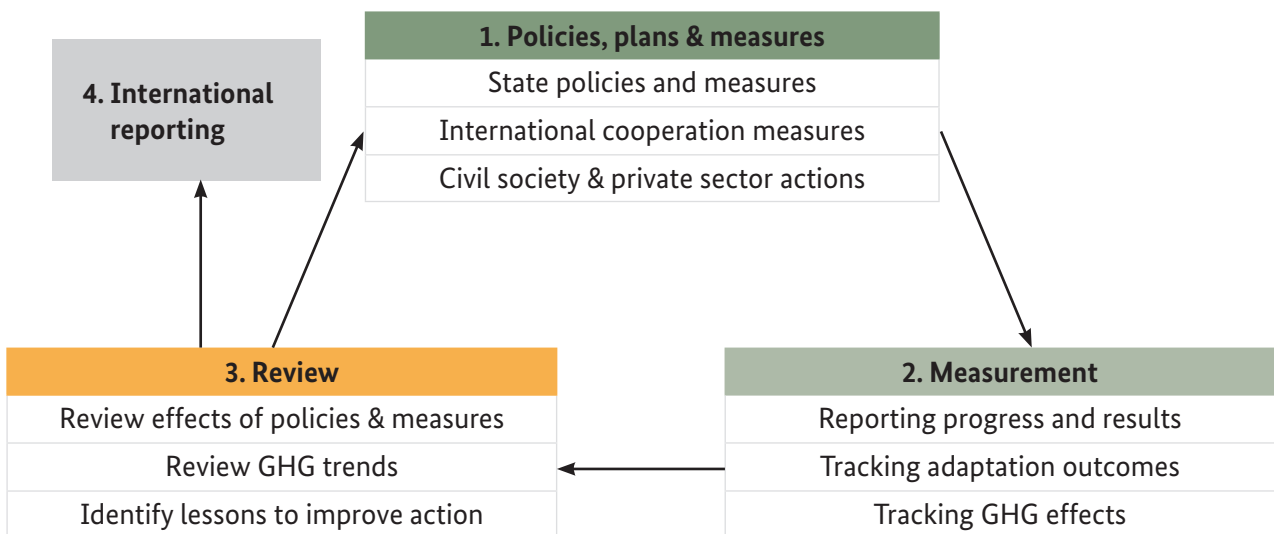 1. Policies, plans & measures
State policies and measures
International cooperation measures
Civil society & private sector actions
4. International
reporting
3. Review
Review effects of policies & measures
Review GHG trends
Identify lessons to improve action
2. Measurement
Reporting progress and results
Tracking adaptation outcomes
Tracking GHG effects